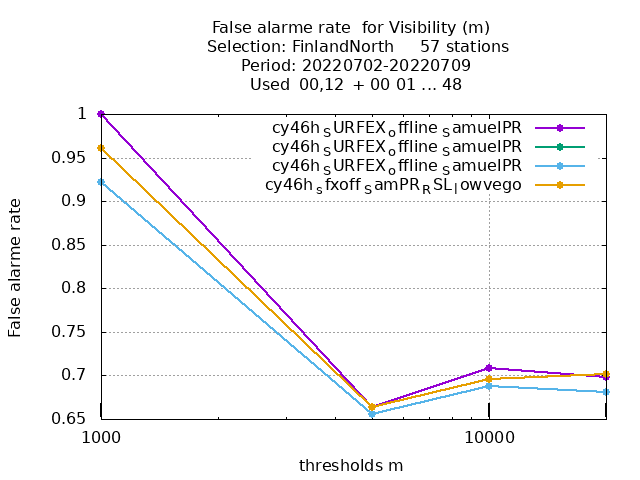 False alarme rate  for Visibility (m)
Selection: FinlandNorth     57 stations
Period: 20220702-20220709
Used  00,12  + 00 01 ... 48
cy46h_SURFEX_offline_SamuelPR
cy46h_SURFEX_offline_SamuelPR
cy46h_SURFEX_offline_SamuelPR
cy46h_sfxoff_SamPR_RSL_lowvego
1
0.95
0.9
0.85
0.8
0.75
0.7
0.65
False alarme rate
1000
10000
thresholds m